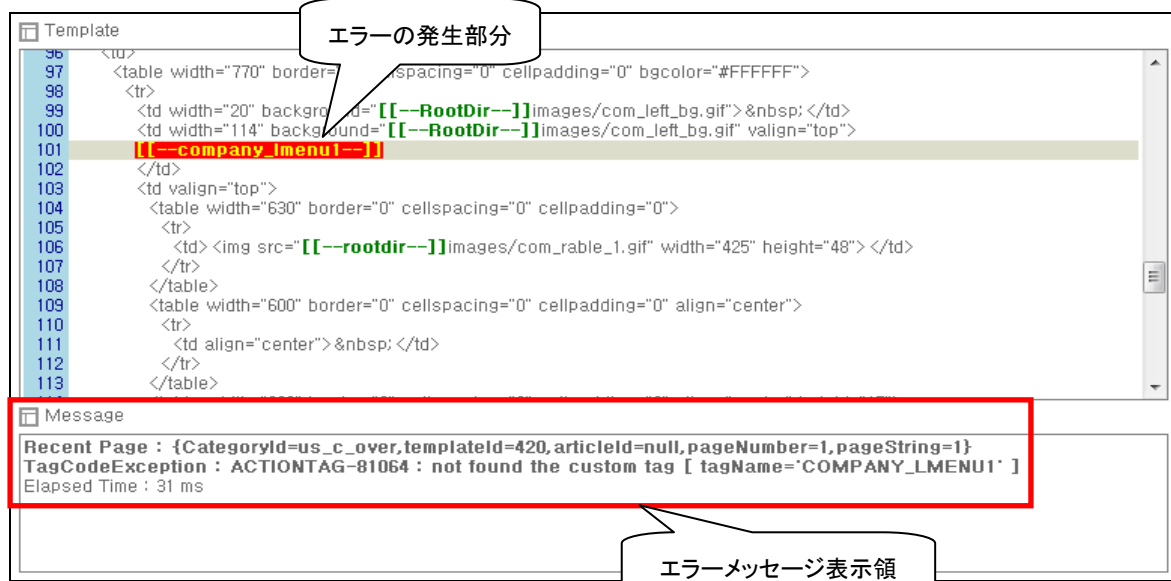 Template
エラーの発生部分
96 <td>
97 <table width="770" border= spacing="0" cellpadding="0" bgcolor="#FFFFFF">
98 <tr>
99 <td width="20" background="[[--RootDir--]]images/com_left_bg.gif">&nbsp;</td>
100 <td width="114" background="[[--RootDir--]]images/com_left_bg.gif" valign="top">
101 [[--company_lmenu1--]]
102 </td>
103 <td valign="top">
104 <table width="630" border="0" cellspacing="0" cellpadding="0">
105 <tr>
106 <td><img src="[[--rootdir--]]images/com_rable_1.gif" width="425" height="48"></td>
107 </tr>
108 </table>
109 <table width="600" border="0" cellspacing="0" cellpadding="0" align="center">
110 <tr>
111 <td align="center">&nbsp;</td>
112 </tr>
113 </table>
Message
Recent Page : {CategoryId=us_c_over,templateId=420,articleId=null,pageNumber=1,pageString=1}
TagCodeException : ACTIONTAG-81064 : not found the custom tag [ tagName='COMPANY_LMENU1' ]
Elapsed Time : 31 ms
エラーメッセージ表示領